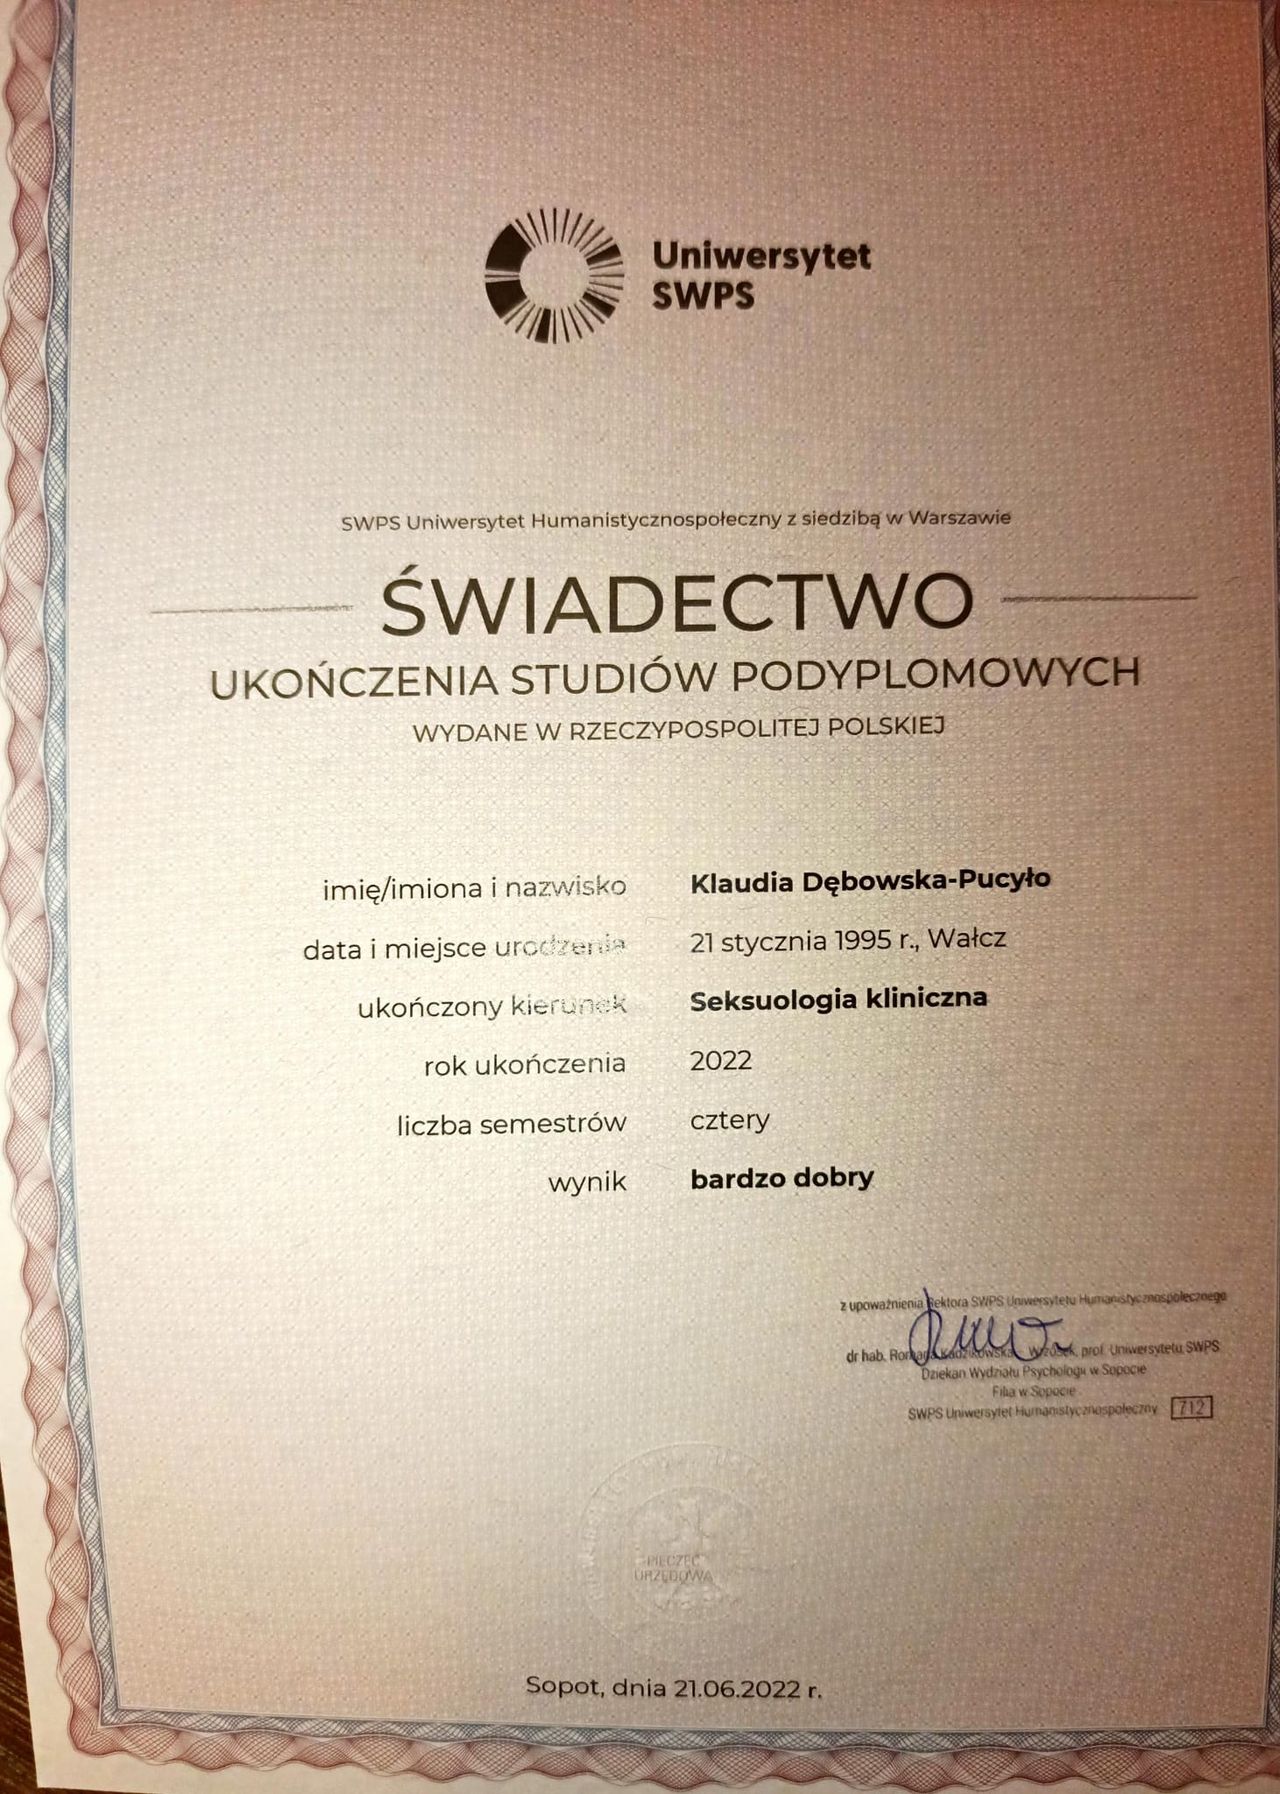 Uniwersytet
SWPS
SWPS Uniwersytet Humanistycznospołeczny z siedzibą w Warszawie
ŚWIADECTWO
UKOŃCZENIA STUDIÓW PODYPLOMOWYCH
WYDANE W RZECZYPOSPOLITEJ POLSKIEJ
imię/imiona i nazwisko Klaudia Dębowska-Pucyło
data i miejsce urodzenia 21 stycznia 1995 r., Wałcz
ukończony kierunek Seksuologia kliniczna
rok ukończenia 2022
liczba semestrów cztery
wynik bardzo dobry
z upoważnienia Rektora SWPS Uniwersytetu Humanistycznospołecznego
dr hab. Romana Kadzikowska - Wrzosek, prof. Uniwersytetu SWPS
Dziekan Wydziału Psychologii w Sopocie
Filia w Sopocie
SWPS Uniwersytet Humanistycznospołeczny 712
PIECZĘĆ
URZĘDOWA
Sopot, dnia 21.06.2022 r.